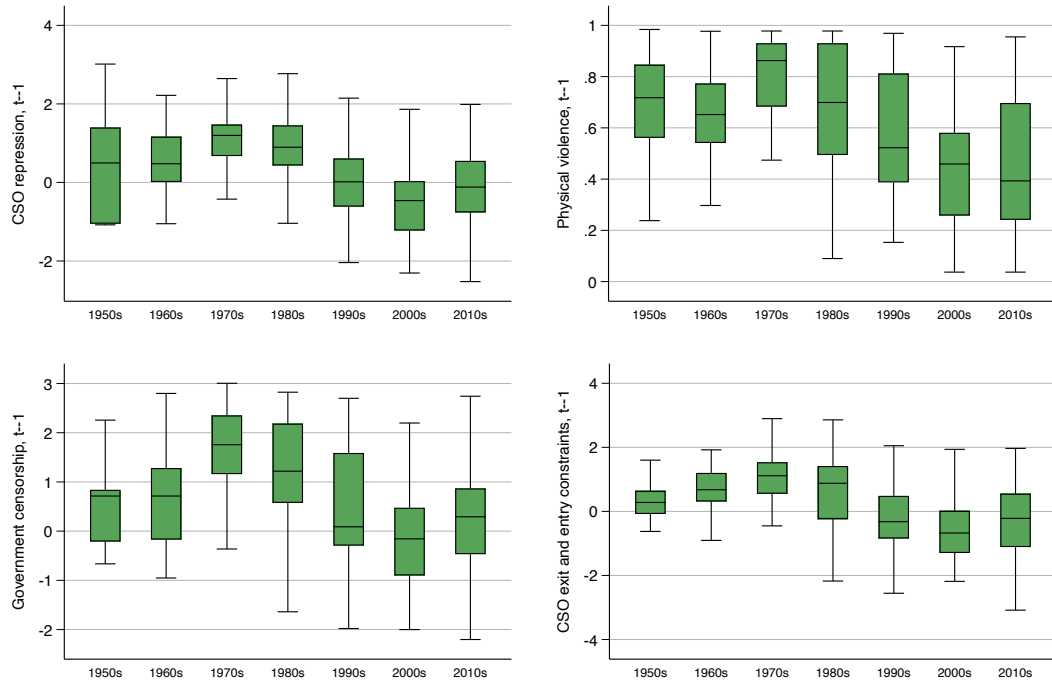 CSO repression, t--1
4
2
0
-2
1950s 1960s 1970s 1980s 1990s 2000s 2010s
Physical violence, t--1
1
.8
.6
.4
.2
0
1950s 1960s 1970s 1980s 1990s 2000s 2010s
Government censorship, t--1
3
2
1
0
-1
-2
1950s 1960s 1970s 1980s 1990s 2000s 2010s
CSO exit and entry constraints, t--1
4
2
0
-2
-4
1950s 1960s 1970s 1980s 1990s 2000s 2010s